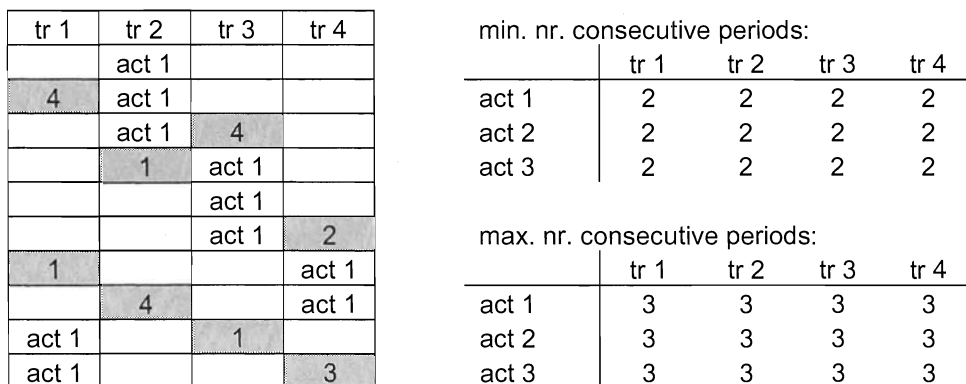 tr 1 tr 2 tr 3 tr 4
act 1
4 act 1
act 1 4
1 act 1
act 1
act 1 2
1 act 1
4 act 1
act 1 1
act 1 3
min. nr. consecutive periods:
tr 1 tr 2 tr 3 tr 4
act 1 2 2 2 2
act 2 2 2 2 2
act 3 2 2 2 2
max. nr. consecutive periods:
tr 1 tr 2 tr 3 tr 4
act 1 3 3 3 3
act 2 3 3 3 3
act 3 3 3 3 3